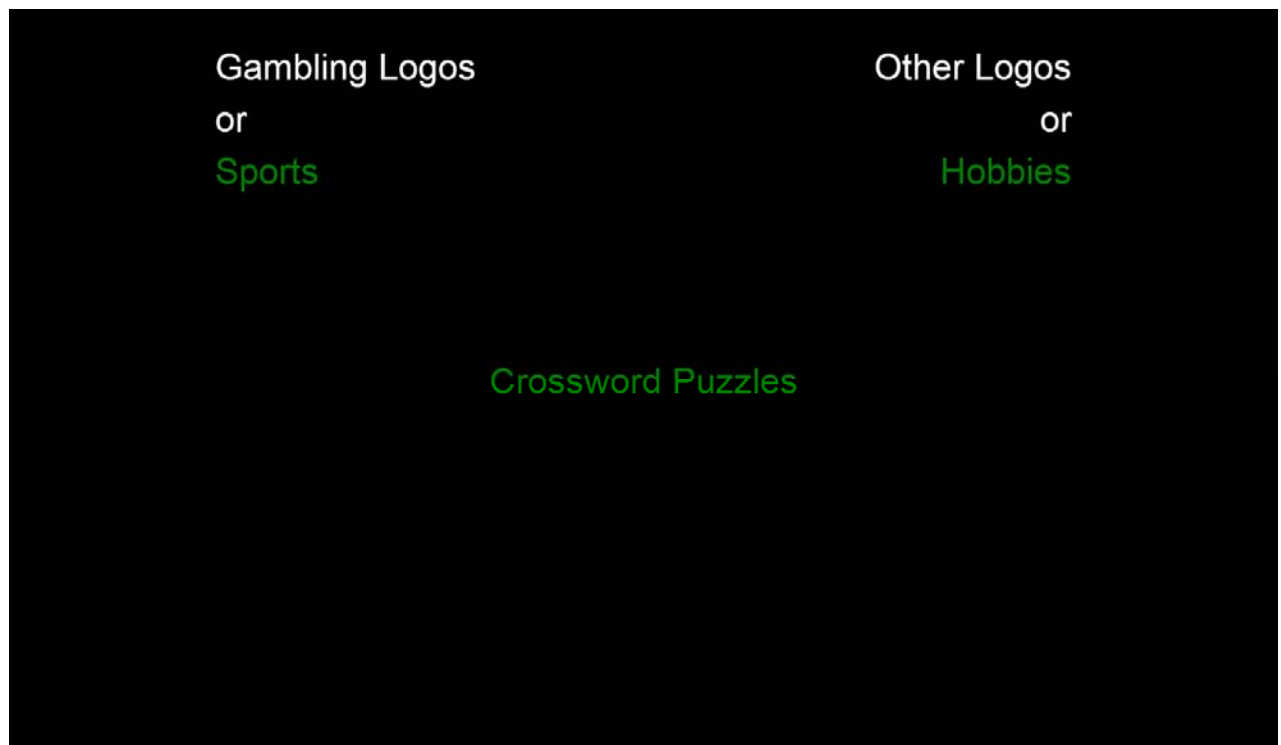 Gambling Logos
or
Sports
Other Logos
or
Hobbies
Crossword Puzzles